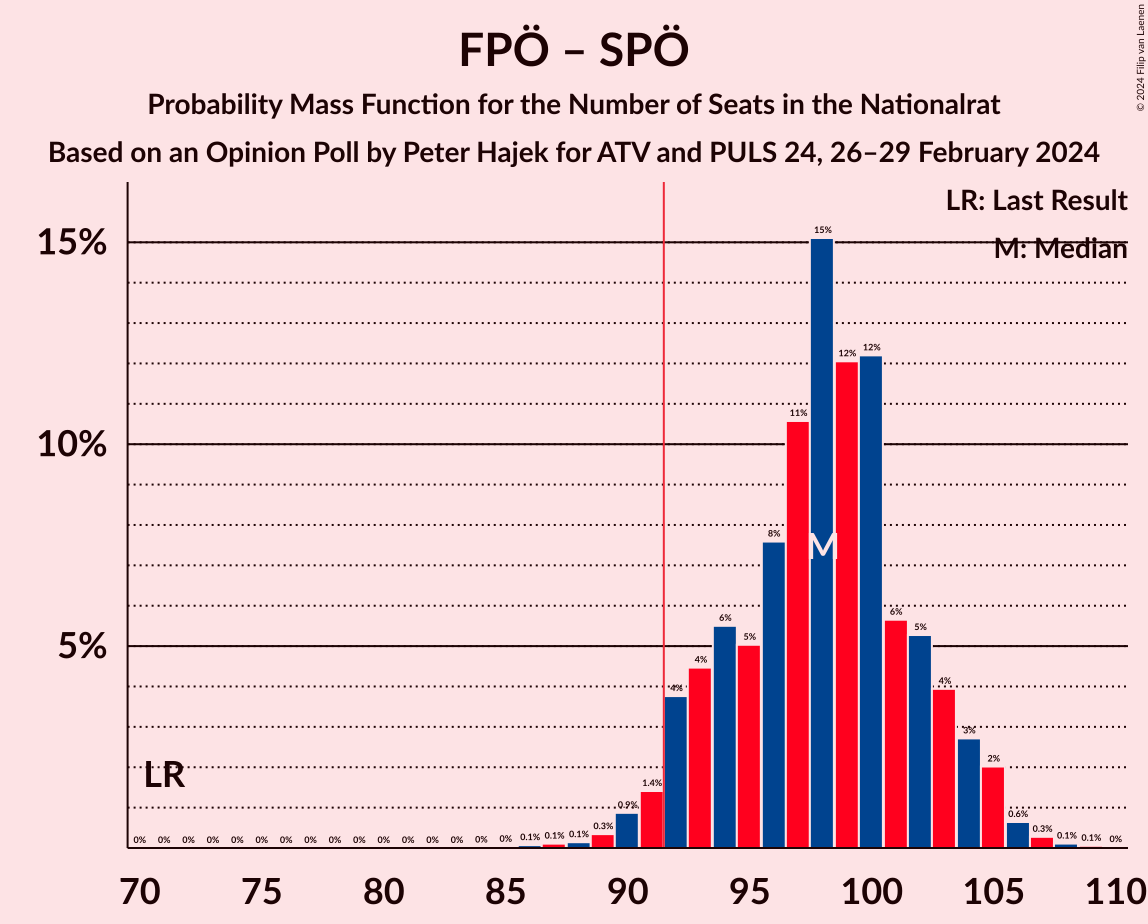 FPÖ – SPÖ
Probability Mass Function for the Number of Seats in the Nationalrat
Based on an Opinion Poll by Peter Hajek for ATV and PULS 24, 26–29 February 2024
© 2024 Filip van Laenen
LR: Last Result
M: Median
15%
10%
5%
15%
12% 12%
11%
8%
M
6% 5% 6% 5%
4% 4% 4%
3%
2%
LR
0% 0% 0% 0% 0% 0% 0% 0% 0% 0% 0% 0% 0% 0% 0% 0% 0.1% 0.1% 0.1% 0.3% 0.9% 1.4% 0.6% 0.3% 0.1% 0.1% 0%
70 75 80 85 90 95 100 105 110